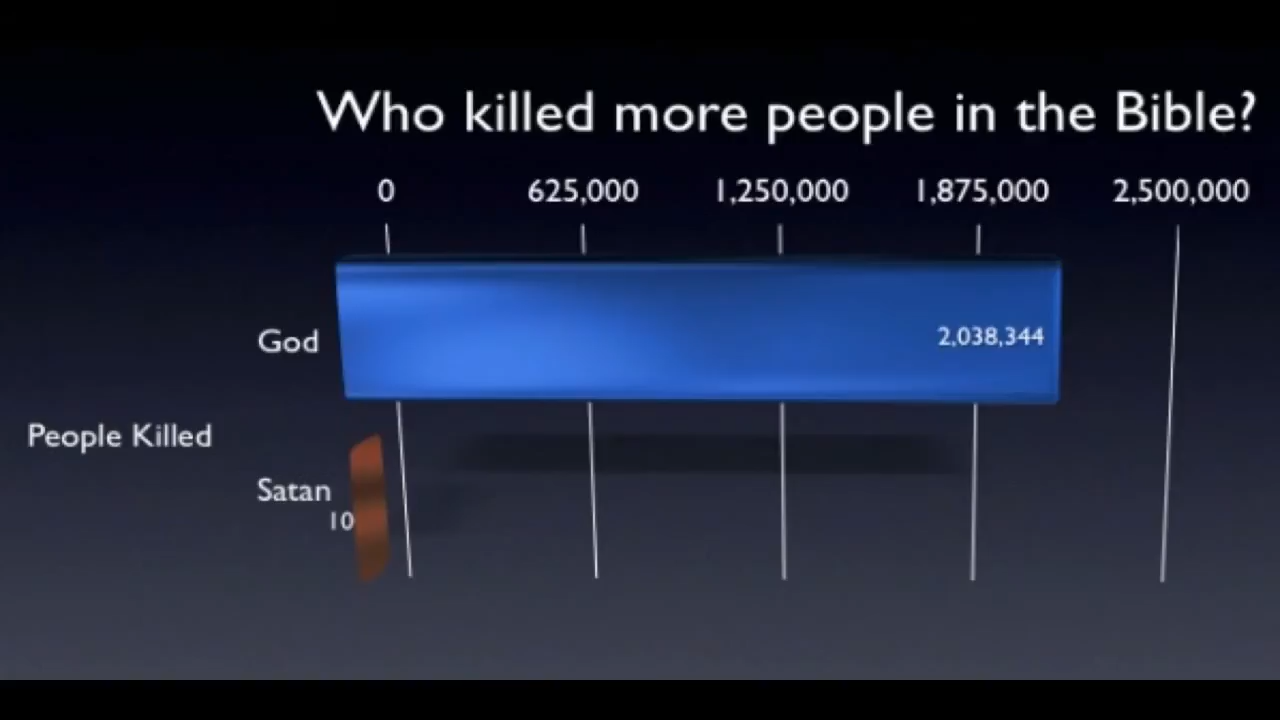 Who killed more people in the Bible?
0 625,000 1,250,000 1,875,000 2,500,000
God
2,038,344
People Killed
Satan
10